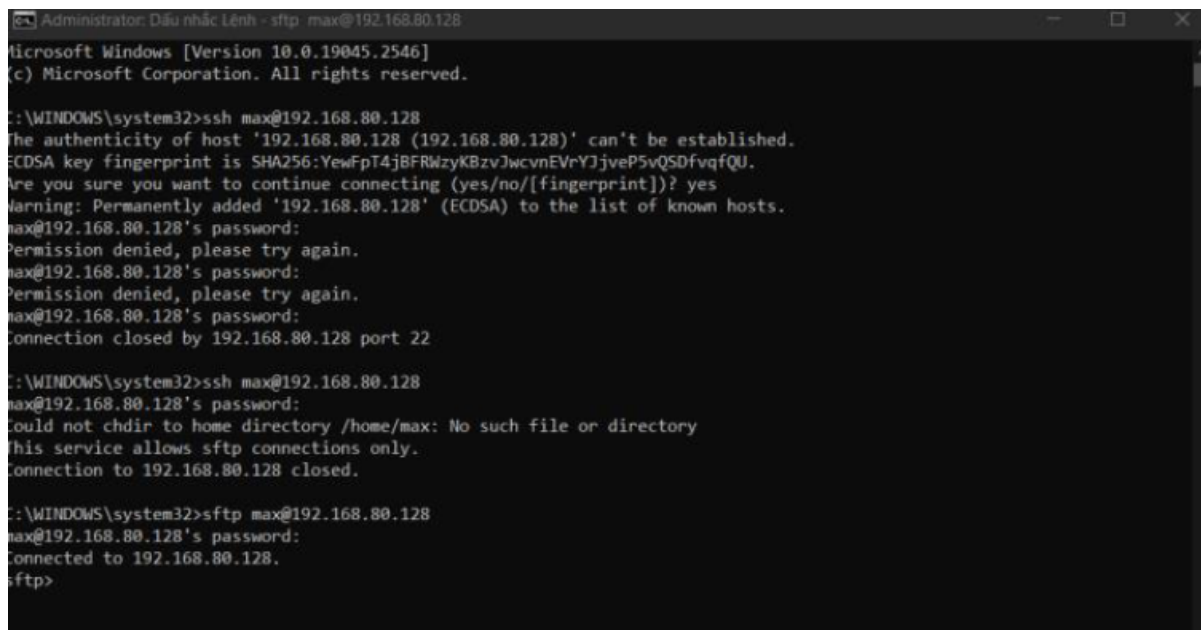 Administrator: Dấu nhắc Lệnh - sftp max@192.168.80.128
Microsoft Windows [Version 10.0.19045.2546]
(c) Microsoft Corporation. All rights reserved.
C:\WINDOWS\system32>ssh max@192.168.80.128
The authenticity of host '192.168.80.128 (192.168.80.128)' can't be established.
ECDSA key fingerprint is SHA256:YewFpT4jBFRWzyKBzvJwcvnEVrYJjveP5vQSDfvqfQU.
Are you sure you want to continue connecting (yes/no/[fingerprint])? yes
Warning: Permanently added '192.168.80.128' (ECDSA) to the list of known hosts.
max@192.168.80.128's password:
Permission denied, please try again.
max@192.168.80.128's password:
Permission denied, please try again.
max@192.168.80.128's password:
Connection closed by 192.168.80.128 port 22
C:\WINDOWS\system32>ssh max@192.168.80.128
max@192.168.80.128's password:
Could not chdir to home directory /home/max: No such file or directory
This service allows sftp connections only.
Connection to 192.168.80.128 closed.
C:\WINDOWS\system32>sftp max@192.168.80.128
max@192.168.80.128's password:
Connected to 192.168.80.128.
sftp>